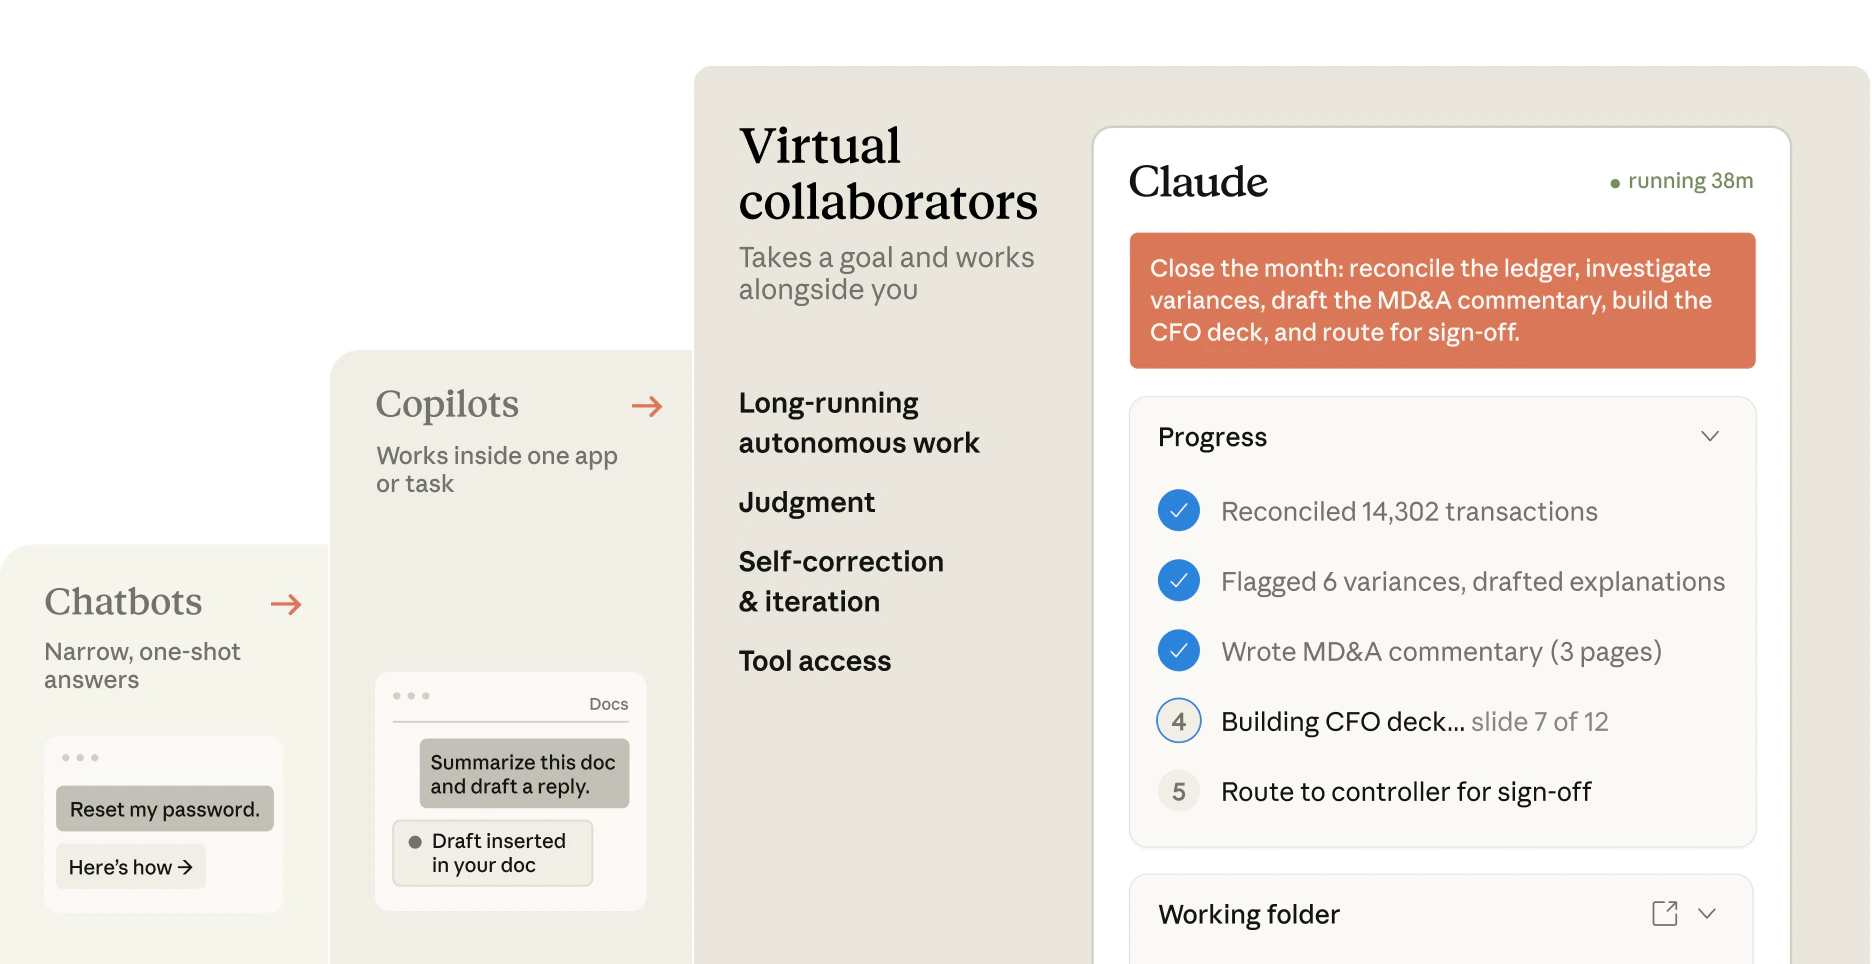 Chatbots
Narrow, one-shot
answers
Reset my password.
Here's how →
Copilots
Works inside one app
or task
Docs
Summarize this doc
and draft a reply.
Draft inserted
in your doc
Virtual
collaborators
Takes a goal and works
alongside you
Long-running
autonomous work
Judgment
Self-correction
& iteration
Tool access
Claude
running 38m
Close the month: reconcile the ledger, investigate
variances, draft the MD&A commentary, build the
CFO deck, and route for sign-off.
Progress
Reconciled 14,302 transactions
Flagged 6 variances, drafted explanations
Wrote MD&A commentary (3 pages)
4 Building CFO deck... slide 7 of 12
5 Route to controller for sign-off
Working folder